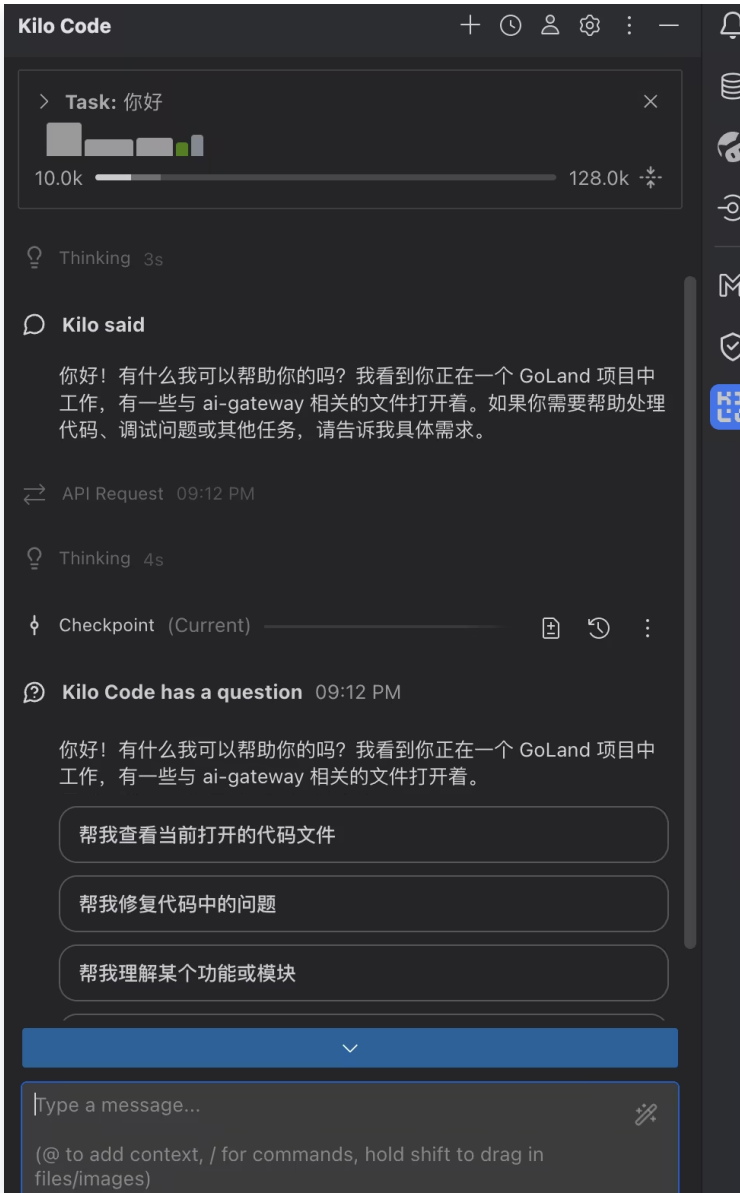 Kilo Code
Task: 你好
10.0k 128.0k
Thinking 3s
Kilo said
你好！有什么我可以帮助你的吗？我看到你正在一个 GoLand 项目中
工作，有一些与 ai-gateway 相关的文件打开着。如果你需要帮助处理
代码、调试问题或其他任务，请告诉我具体需求。
API Request 09:12 PM
Thinking 4s
Checkpoint (Current)
Kilo Code has a question 09:12 PM
你好！有什么我可以帮助你的吗？我看到你正在一个 GoLand 项目中
工作，有一些与 ai-gateway 相关的文件打开着。
帮我查看当前打开的代码文件
帮我修复代码中的问题
帮我理解某个功能或模块
Type a message...
(@ to add context, / for commands, hold shift to drag in
files/images)